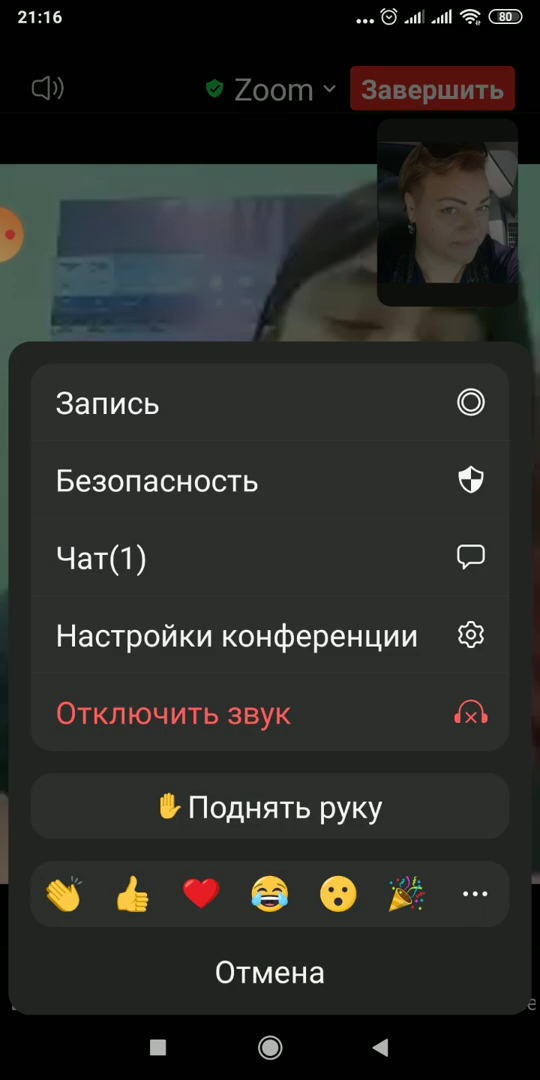 21:16
80
Zoom
Завершить
Запись
Безопасность
Чат(1)
Настройки конференции
Отключить звук
Поднять руку
Отмена